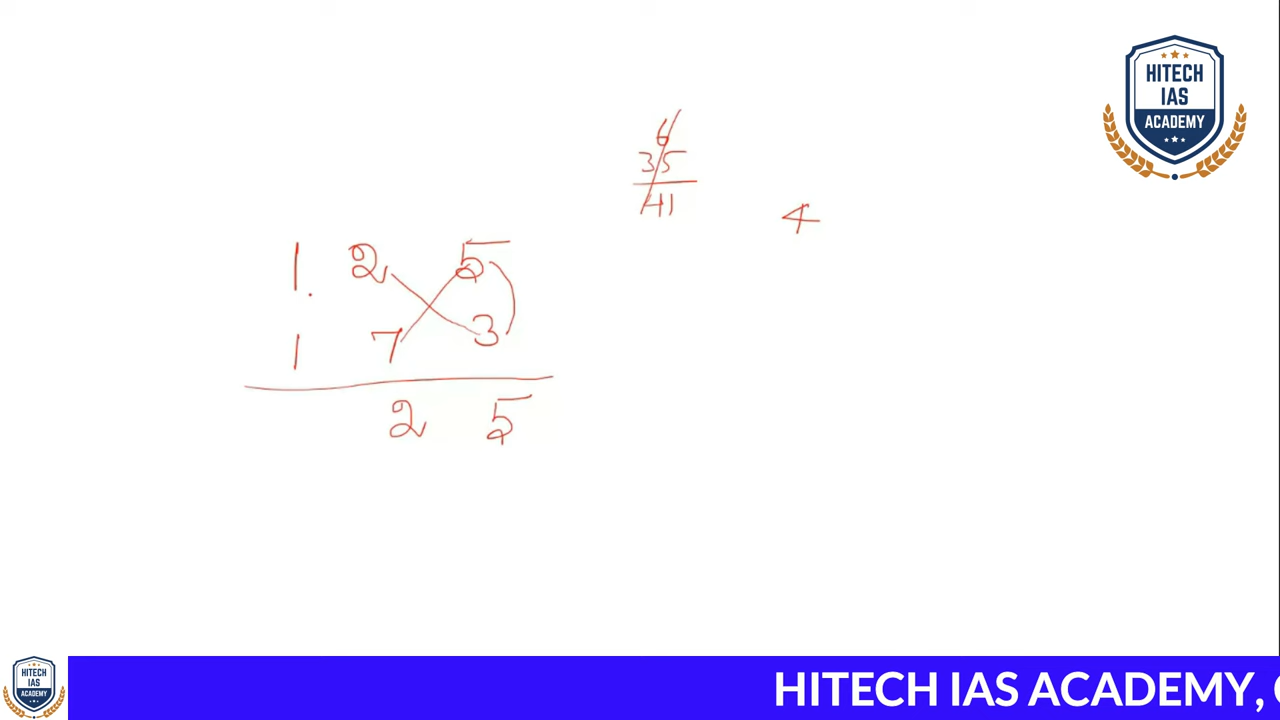 HITECH
IAS
ACADEMY
6
35
41
4
1. 2 5
1 7 3
2 5
HITECH
IAS
ACADEMY
HITECH IAS ACADEMY,